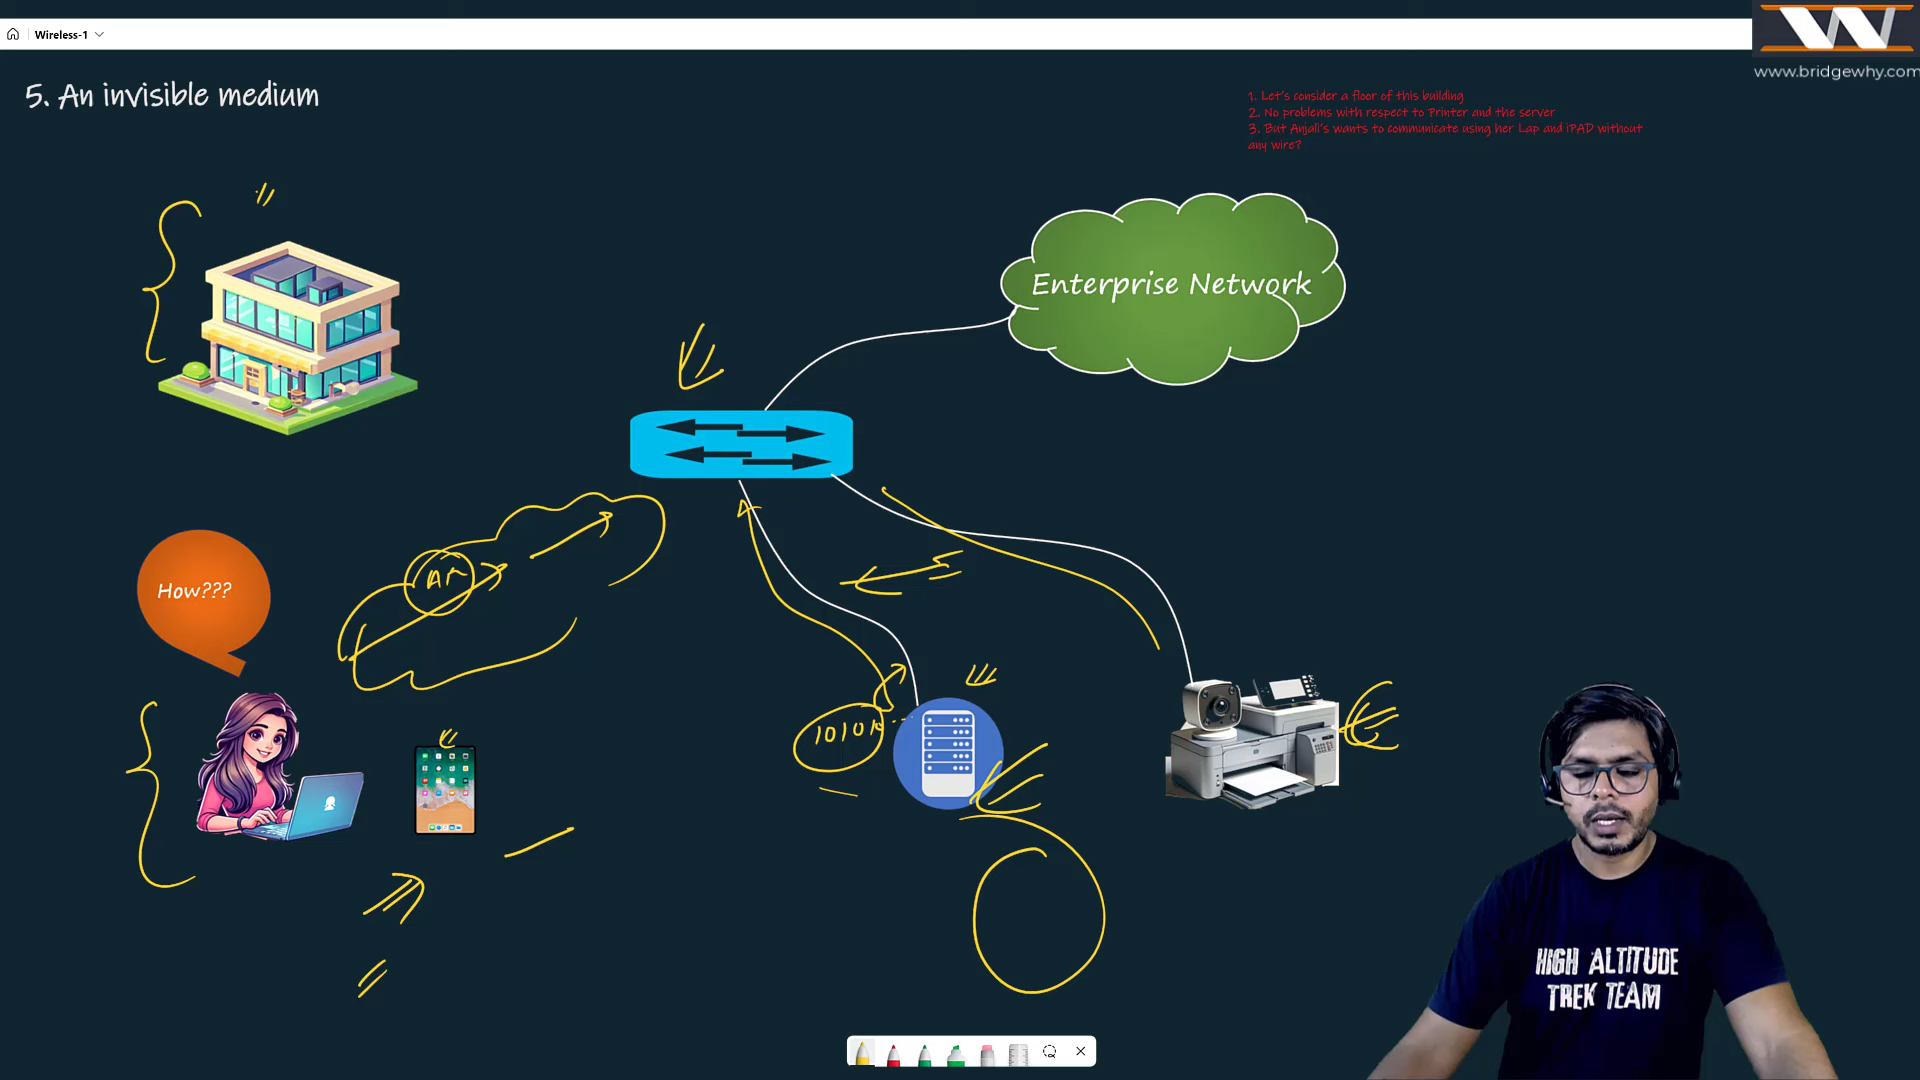 Wireless-1
www.bridgewhy.com
5. An invisible medium
1. Let's consider a floor of this building
2. No problems with respect to Printer and the server
3. But Anjali's wants to communicate using her Lap and iPAD without
any wire?
Enterprise Network
How???
HIGH ALTITUDE
TREK TEAM